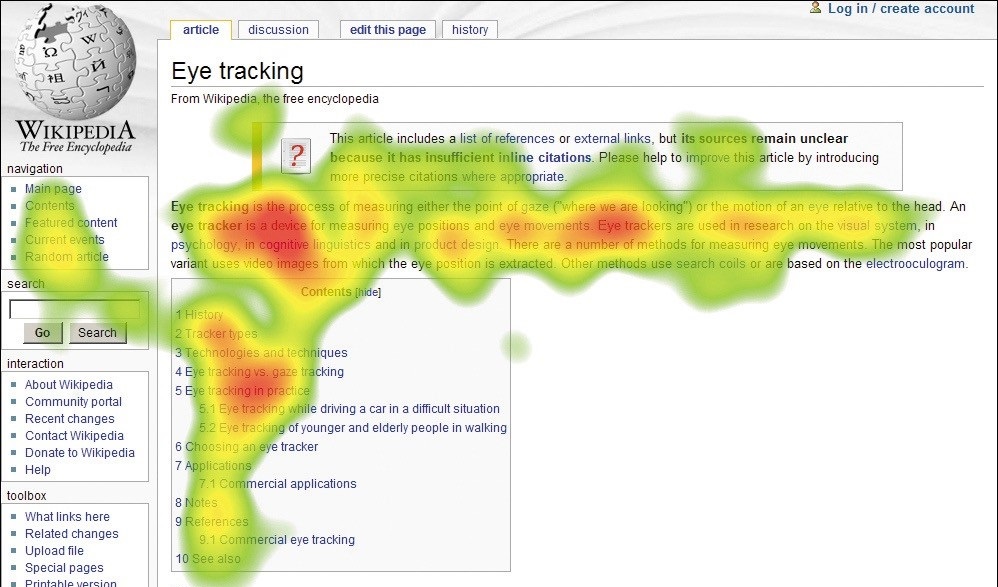 Log in / create account
article
discussion
edit this page
history
WIKIPEDIA
The Free Encyclopedia
navigation
Main page
Contents
Featured content
Current events
Random article
search
Go
Search
interaction
About Wikipedia
Community portal
Recent changes
Contact Wikipedia
Donate to Wikipedia
Help
toolbox
What links here
Related changes
Upload file
Special pages
Printable version
Eye tracking
From Wikipedia, the free encyclopedia
?
This article includes a list of references or external links, but its sources remain unclear
because it has insufficient inline citations. Please help to improve this article by introducing
more precise citations where appropriate.
Eye tracking is the process of measuring either the point of gaze ("where we are looking") or the motion of an eye relative to the head. An
eye tracker is a device for measuring eye positions and eye movements. Eye trackers are used in research on the visual system, in
psychology, in cognitive linguistics and in product design. There are a number of methods for measuring eye movements. The most popular
variant uses video images from which the eye position is extracted. Other methods use search coils or are based on the electrooculogram.
Contents [hide]
1 History
2 Tracker types
3 Technologies and techniques
4 Eye tracking vs. gaze tracking
5 Eye tracking in practice
5.1 Eye tracking while driving a car in a difficult situation
5.2 Eye tracking of younger and elderly people in walking
6 Choosing an eye tracker
7 Applications
7.1 Commercial applications
8 Notes
9 References
9.1 Commercial eye tracking
10 See also